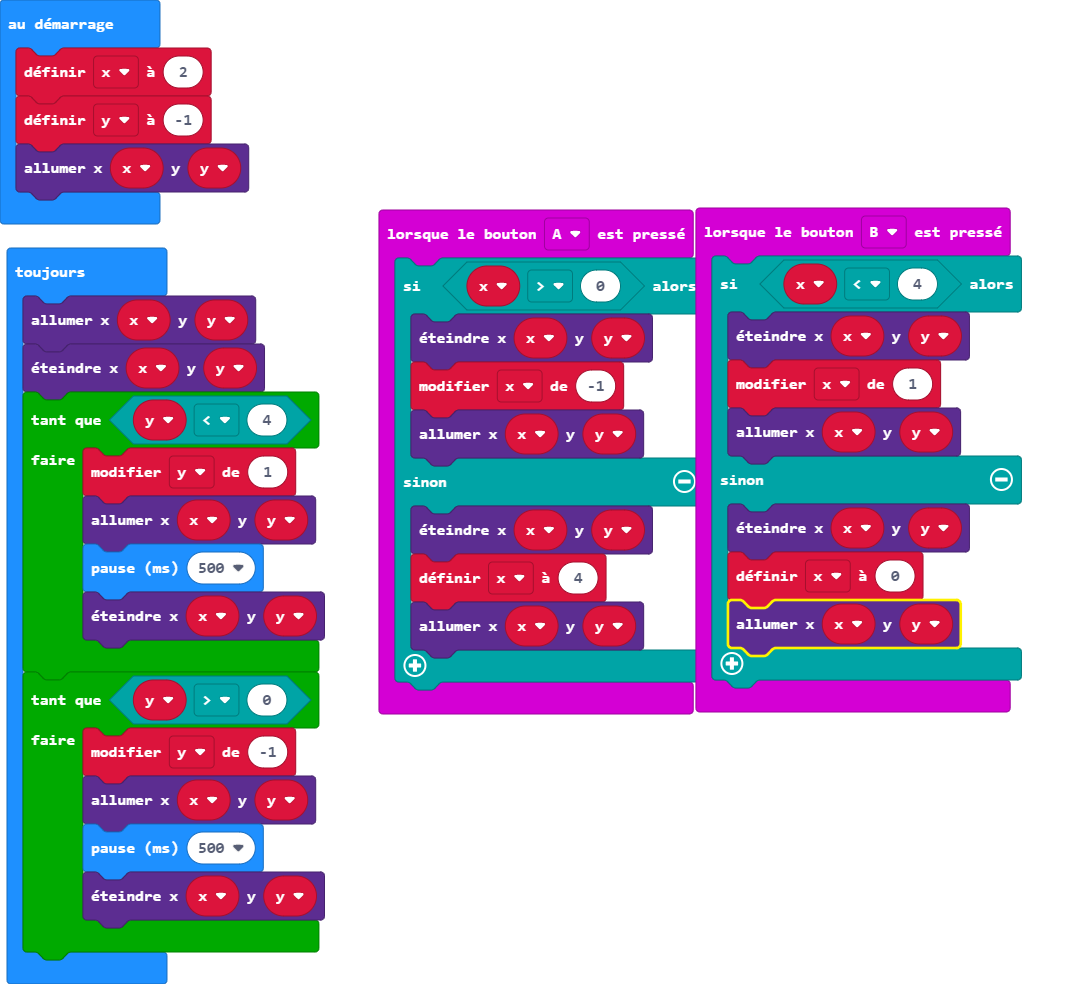 au démarrage
définir x à 2
définir y à -1
allumer x x y y
toujours
allumer x x y y
éteindre x x y y
tant que y < 4
faire
modifier y de 1
allumer x x y y
pause (ms) 500
éteindre x x y y
tant que y > 0
faire
modifier y de -1
allumer x x y y
pause (ms) 500
éteindre x x y y
lorsque le bouton A est pressé
si x > 0 alors
éteindre x x y y
modifier x de -1
allumer x x y y
sinon
éteindre x x y y
définir x à 4
allumer x x y y
lorsque le bouton B est pressé
si x < 4 alors
éteindre x x y y
modifier x de 1
allumer x x y y
sinon
éteindre x x y y
définir x à 0
allumer x x y y